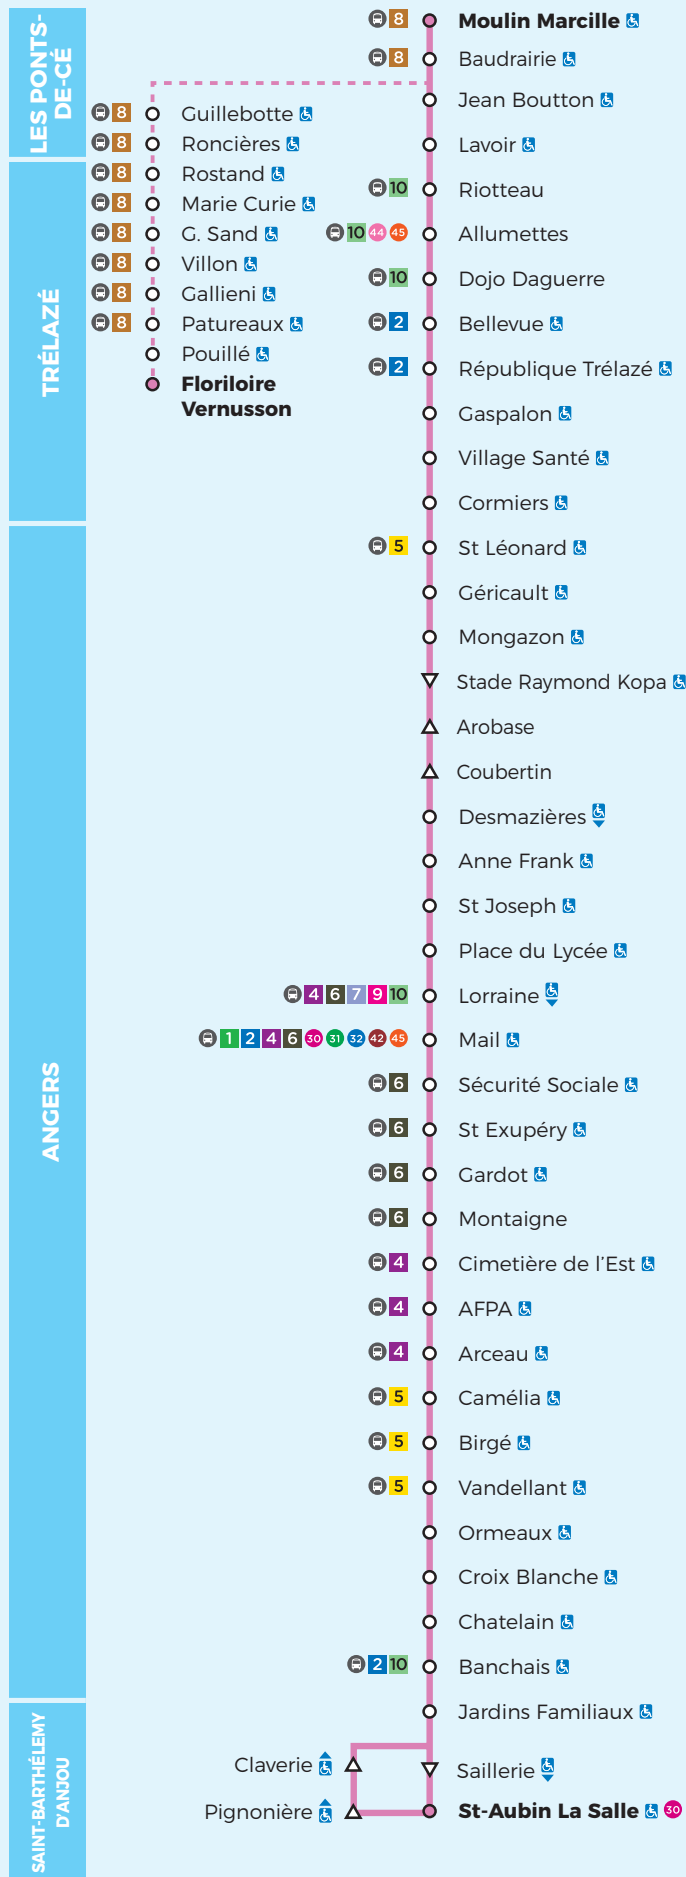 LES PONTS-
DE-CÉ
8 Moulin Marcille
8 Baudrairie
Jean Boutton
8 Guillebotte
8 Roncières
Lavoir
TRÉLAZÉ
8 Rostand
10 Riotteau
8 Marie Curie
8 G. Sand
10 44 45 Allumettes
8 Villon
10 Dojo Daguerre
8 Gallieni
8 Patureaux
2 Bellevue
Pouillé
2 République Trélazé
Floriloire
Vernusson
Gaspalon
Village Santé
Cormiers
ANGERS
5 St Léonard
Géricault
Mongazon
Stade Raymond Kopa
Arobase
Coubertin
Desmazières
Anne Frank
St Joseph
Place du Lycée
4 6 7 9 10 Lorraine
1 2 4 6 30 31 32 42 45 Mail
6 Sécurité Sociale
6 St Exupéry
6 Gardot
6 Montaigne
4 Cimetière de l'Est
4 AFPA
4 Arceau
5 Camélia
5 Birgé
5 Vandellant
Ormeaux
Croix Blanche
Chatelain
2 10 Banchais
Jardins Familiaux
SAINT-BARTHÉLEMY
D'ANJOU
Claverie
Saillerie
Pignonière
St-Aubin La Salle 30